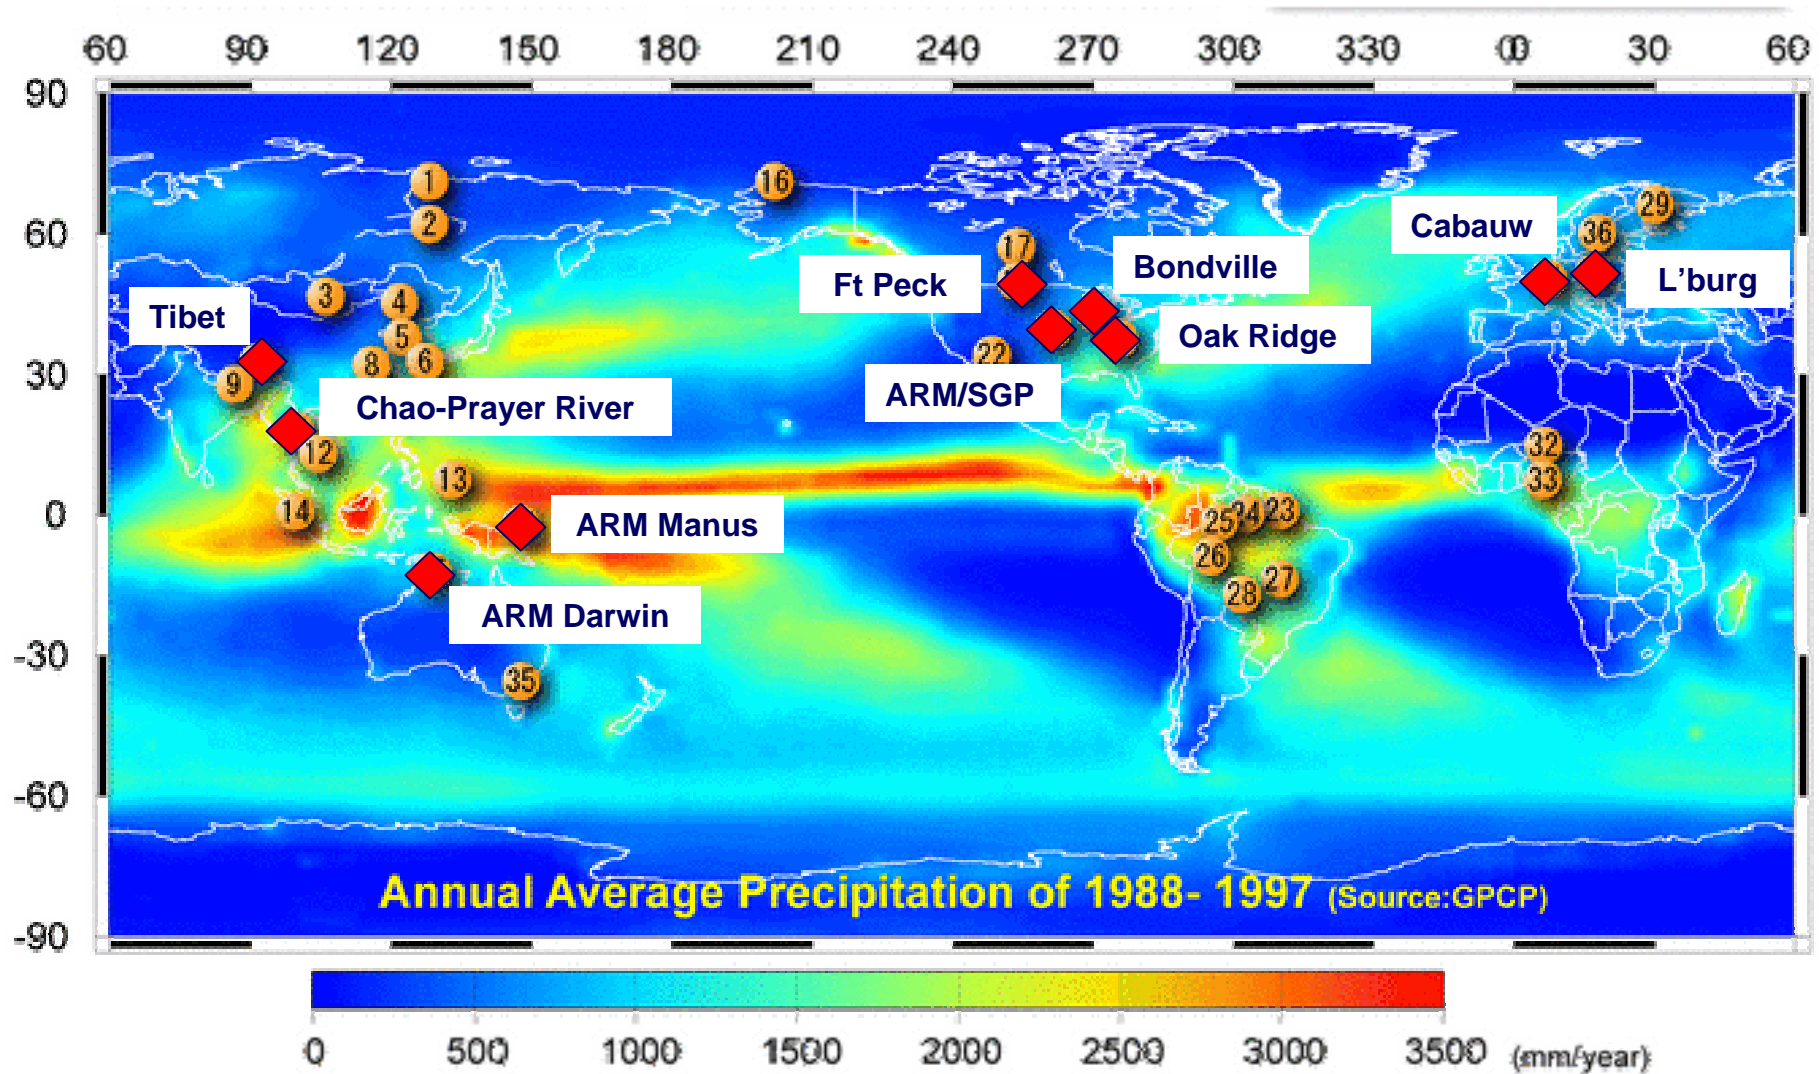 60 90 120 150 180 210 240 270 300 330 0 30 60
90
60
30
0
-30
-60
-90
1
16
2
29
Cabauw
36
17
Bondville
Ft Peck
L'burg
3
4
Tibet
5
Oak Ridge
8
6
22
9
ARM/SGP
Chao-Prayer River
12
32
13
33
14
ARM Manus
25
24
23
26
27
28
ARM Darwin
35
Annual Average Precipitation of 1988- 1997 (Source:GPCP)
0 500 1000 1500 2000 2500 3000 3500 (mm/year)